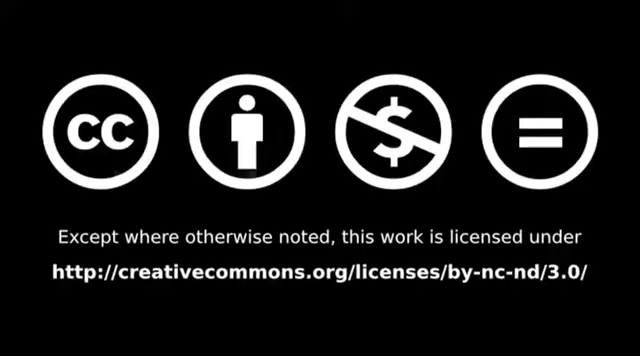 cc
$
=
Except where otherwise noted, this work is licensed under
http://creativecommons.org/licenses/by-nc-nd/3.0/